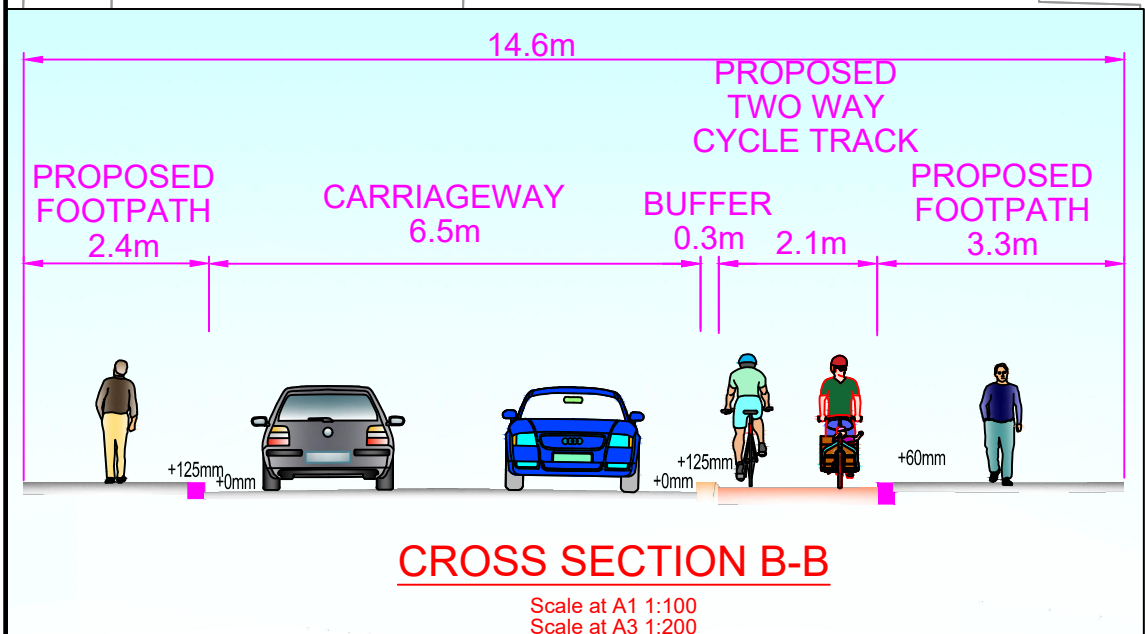 14.6m
PROPOSED
TWO WAY
CYCLE TRACK
2.1m
PROPOSED
FOOTPATH
2.4m
CARRIAGEWAY
6.5m
BUFFER
0.3m
PROPOSED
FOOTPATH
3.3m
+125mm
+0mm
+125mm
+0mm
+60mm
CROSS SECTION B-B
Scale at A1 1:100
Scale at A3 1:200